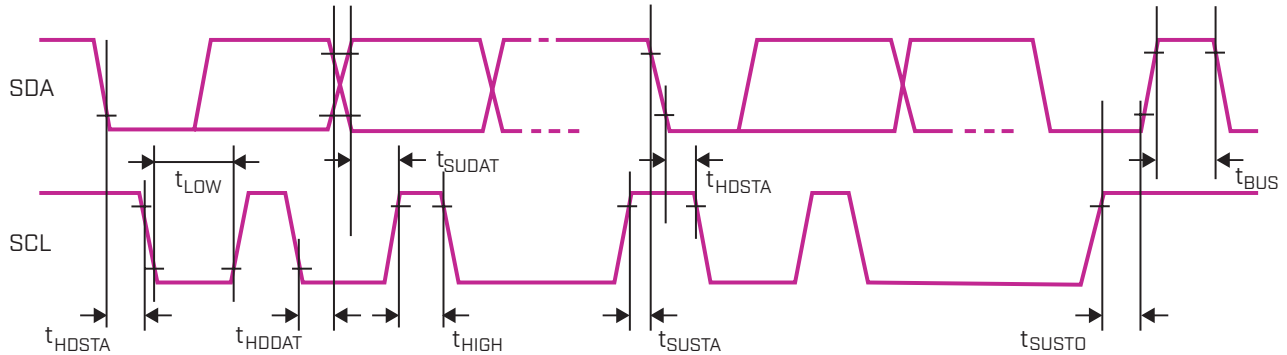 SDA
tSUDAT
tLOW
tHDSTA
tBUS
SCL
tHDSTA
tHDDAT
tHIGH
tSUSTA
tSUSTO